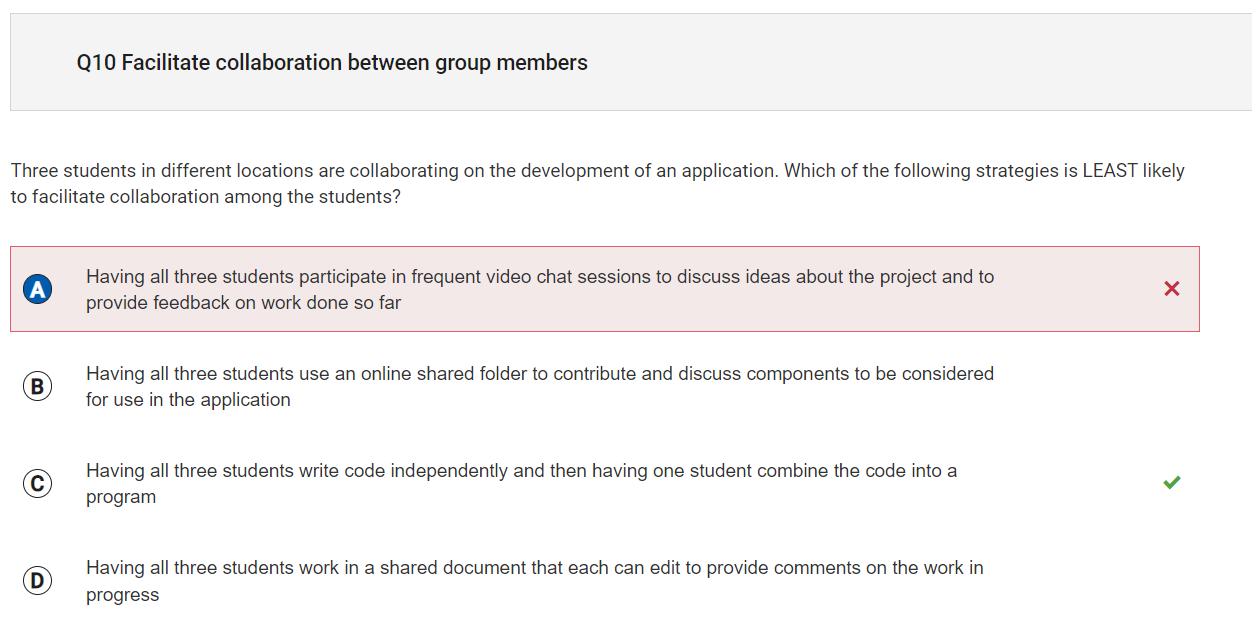 Q10 Facilitate collaboration between group members
Three students in different locations are collaborating on the development of an application. Which of the following strategies is LEAST likely
to facilitate collaboration among the students?
A Having all three students participate in frequent video chat sessions to discuss ideas about the project and to
provide feedback on work done so far
B Having all three students use an online shared folder to contribute and discuss components to be considered
for use in the application
C Having all three students write code independently and then having one student combine the code into a
program
D Having all three students work in a shared document that each can edit to provide comments on the work in
progress